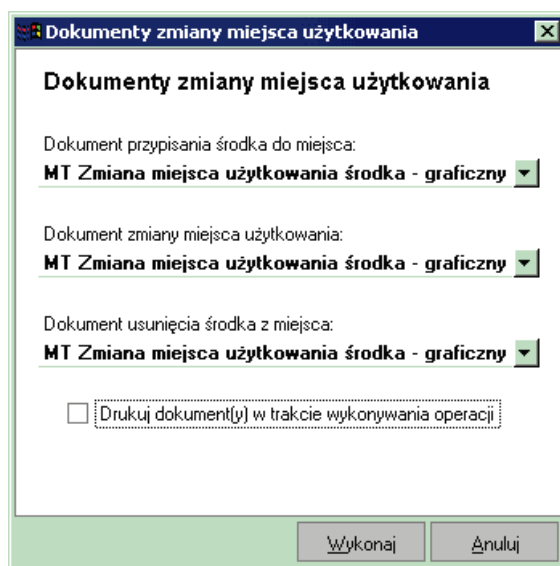 Dokumenty zmiany miejsca użytkowania
Dokumenty zmiany miejsca użytkowania
Dokument przypisania środka do miejsca:
MT Zmiana miejsca użytkowania środka - graficzny
Dokument zmiany miejsca użytkowania:
MT Zmiana miejsca użytkowania środka - graficzny
Dokument usunięcia środka z miejsca:
MT Zmiana miejsca użytkowania środka - graficzny
Drukuj dokument(y) w trakcie wykonywania operacji
Wykonaj Anuluj